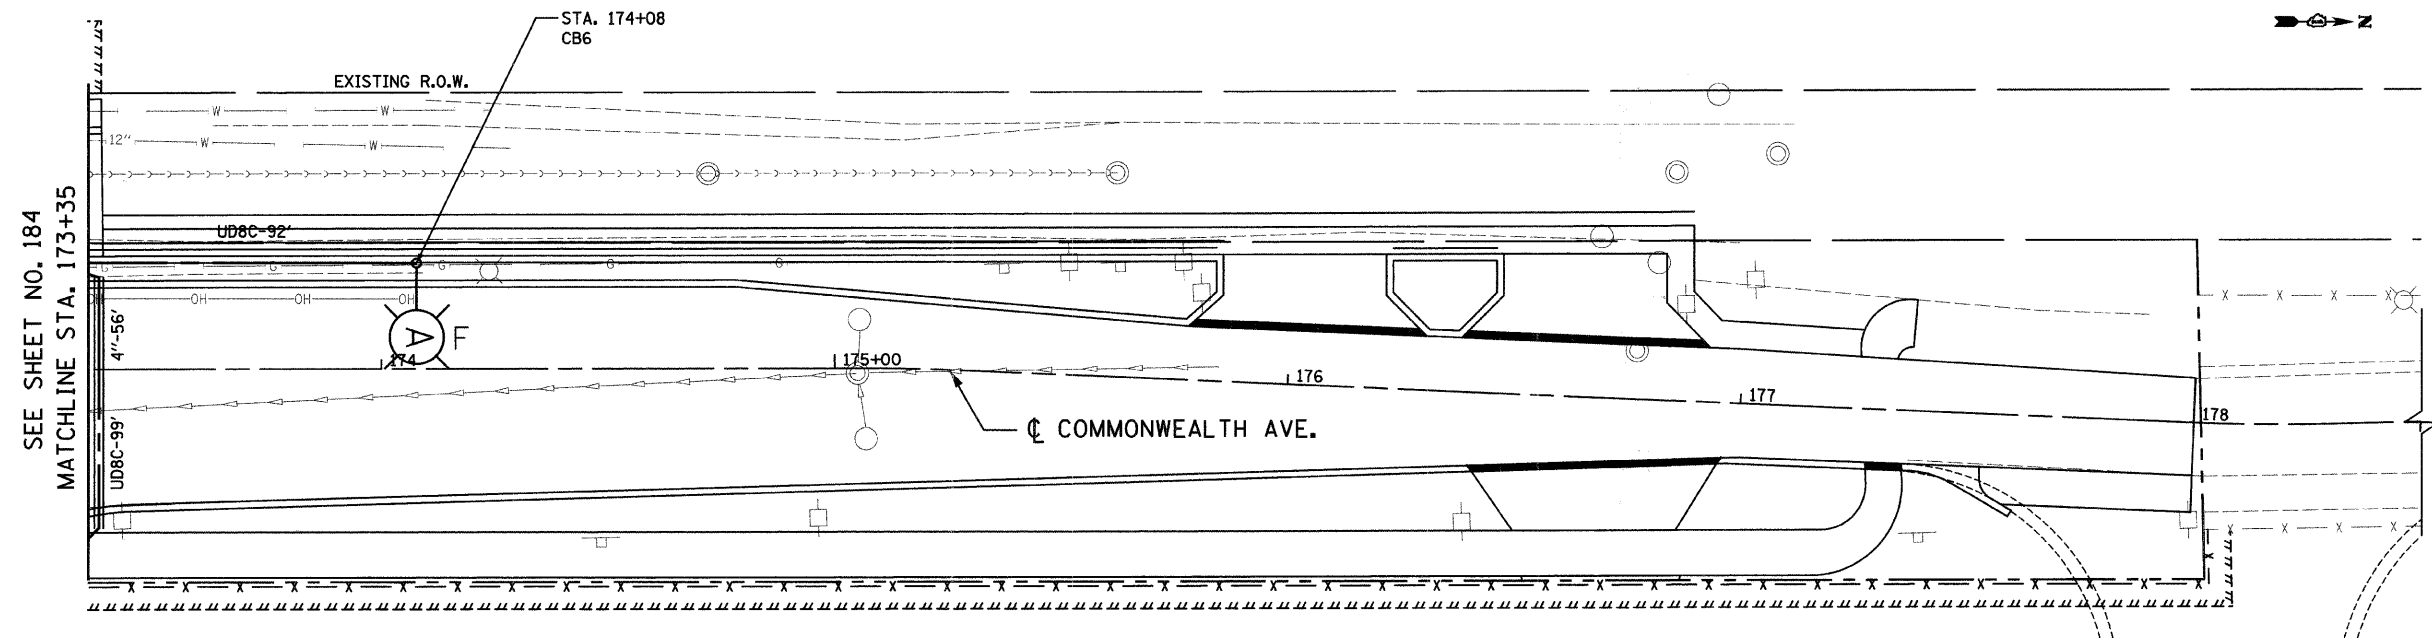 STA. 174+08
CB6
N
EXISTING R.O.W.
W W
12" W W
UD8C-92'
G G G G G
OH OH OH OH
4"-56'
A F
174
175+00
176
177
178
℄ COMMONWEALTH AVE.
UD8C-99'
SEE SHEET NO. 184
MATCHLINE STA. 173+35
X X X X
X X X X
X X X X X X X X X X X X X X X X X X X X